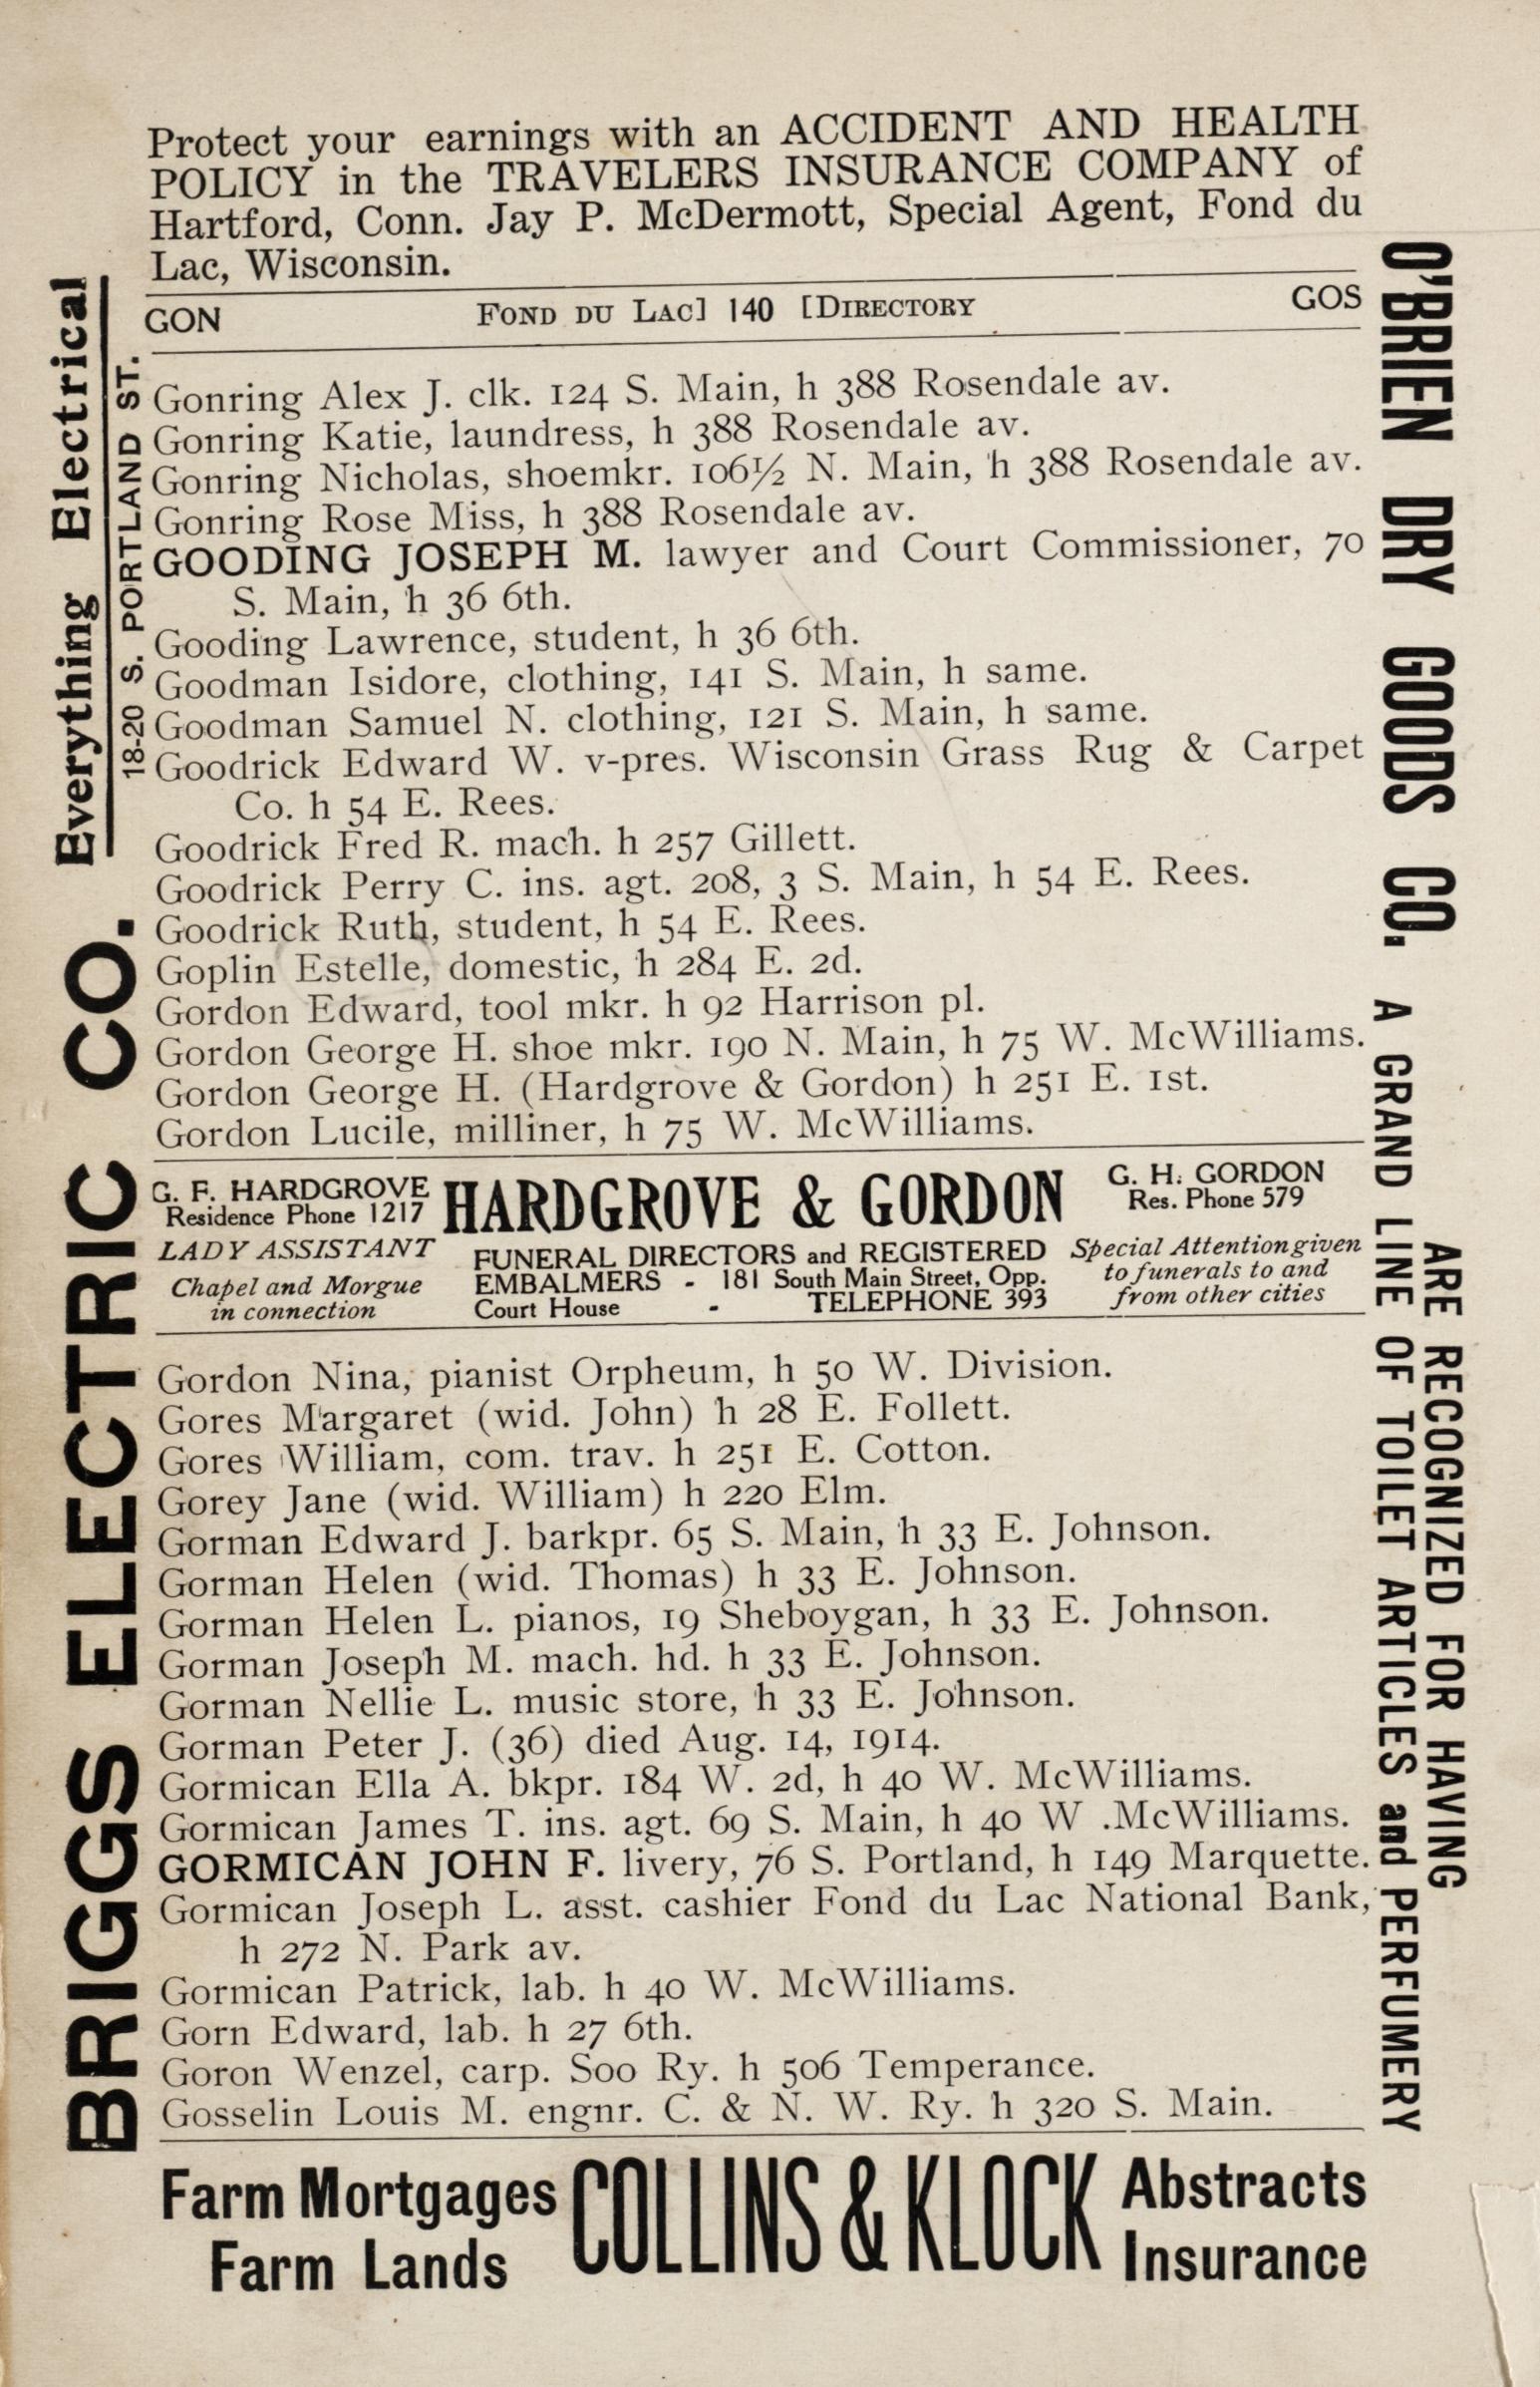 Protect your earnings with an ACCIDENT AND HEALTH
POLICY in the TRAVELERS INSURANCE COMPANY of
Hartford, Conn. Jay P. McDermott, Special Agent, Fond du
Lac, Wisconsin.
GON FOND DU LAC] 140 [DIRECTORY GOS
Gonring Alex J. clk. 124 S. Main, h 388 Rosendale av.
Gonring Katie, laundress, h 388 Rosendale av.
Gonring Nicholas, shoemkr. 106½ N. Main, h 388 Rosendale av.
Gonring Rose Miss, h 388 Rosendale av.
GOODING JOSEPH M. lawyer and Court Commissioner, 70
S. Main, h 36 6th.
Gooding Lawrence, student, h 36 6th.
Goodman Isidore, clothing, 141 S. Main, h same.
Goodman Samuel N. clothing, 121 S. Main, h same.
Goodrick Edward W. v-pres. Wisconsin Grass Rug & Carpet
Co. h 54 E. Rees.
Goodrick Fred R. mach. h 257 Gillett.
Goodrick Perry C. ins. agt. 208, 3 S. Main, h 54 E. Rees.
Goodrick Ruth, student, h 54 E. Rees.
Goplin Estelle, domestic, h 284 E. 2d.
Gordon Edward, tool mkr. h 92 Harrison pl.
Gordon George H. shoe mkr. 190 N. Main, h 75 W. McWilliams.
Gordon George H. (Hardgrove & Gordon) h 251 E. 1st.
Gordon Lucile, milliner, h 75 W. McWilliams.
G. F. HARDGROVE
Residence Phone 1217
LADY ASSISTANT
Chapel and Morgue
in connection
HARDGROVE & GORDON
FUNERAL DIRECTORS and REGISTERED
EMBALMERS - 181 South Main Street, Opp.
Court House - TELEPHONE 393
G. H. GORDON
Res. Phone 579
Special Attention given
to funerals to and
from other cities
Gordon Nina, pianist Orpheum, h 50 W. Division.
Gores Margaret (wid. John) h 28 E. Follett.
Gores William, com. trav. h 251 E. Cotton.
Gorey Jane (wid. William) h 220 Elm.
Gorman Edward J. barkpr. 65 S. Main, h 33 E. Johnson.
Gorman Helen (wid. Thomas) h 33 E. Johnson.
Gorman Helen L. pianos, 19 Sheboygan, h 33 E. Johnson.
Gorman Joseph M. mach. hd. h 33 E. Johnson.
Gorman Nellie L. music store, h 33 E. Johnson.
Gorman Peter J. (36) died Aug. 14, 1914.
Gormican Ella A. bkpr. 184 W. 2d, h 40 W. McWilliams.
Gormican James T. ins. agt. 69 S. Main, h 40 W .McWilliams.
GORMICAN JOHN F. livery, 76 S. Portland, h 149 Marquette.
Gormican Joseph L. asst. cashier Fond du Lac National Bank,
h 272 N. Park av.
Gormican Patrick, lab. h 40 W. McWilliams.
Gorn Edward, lab. h 27 6th.
Goron Wenzel, carp. Soo Ry. h 506 Temperance.
Gosselin Louis M. engnr. C. & N. W. Ry. h 320 S. Main.
Farm Mortgages
Farm Lands
COLLINS & KLOCK
Abstracts
Insurance
BRIGGS ELECTRIC CO.
Everything Electrical
18-20 S. PORTLAND ST.
O'BRIEN DRY GOODS CO.
ARE RECOGNIZED FOR HAVING
A GRAND LINE OF TOILET ARTICLES and PERFUMERY